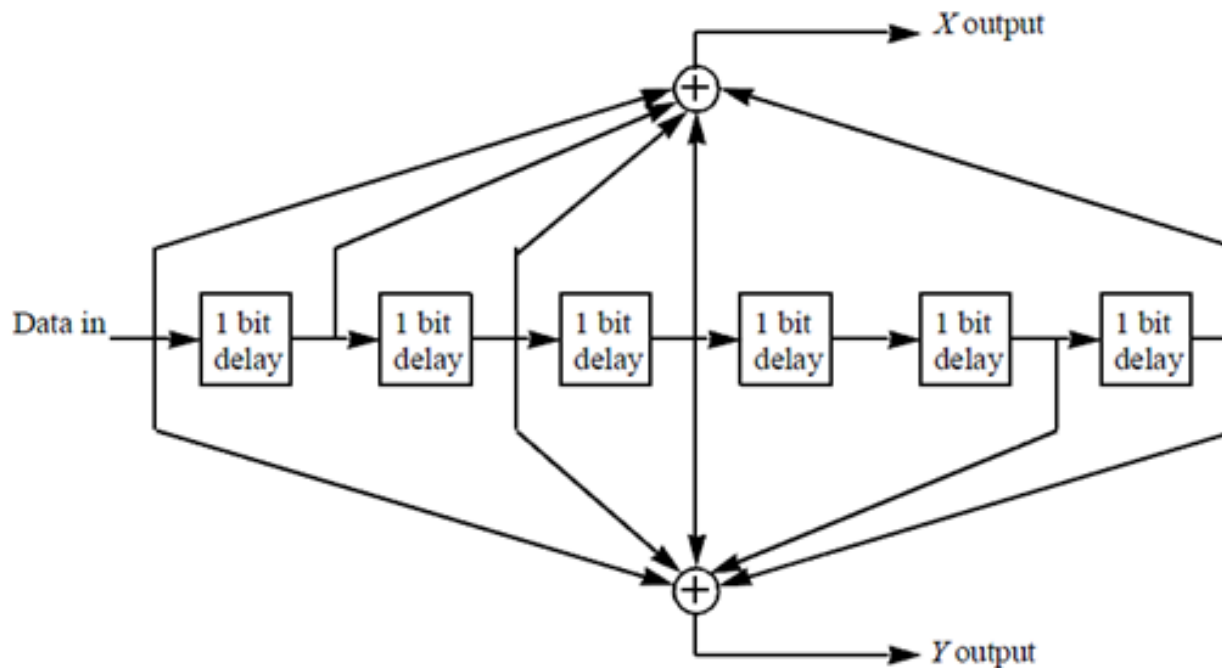 X output
+
Data in
1 bit
delay
1 bit
delay
1 bit
delay
1 bit
delay
1 bit
delay
1 bit
delay
+
Y output